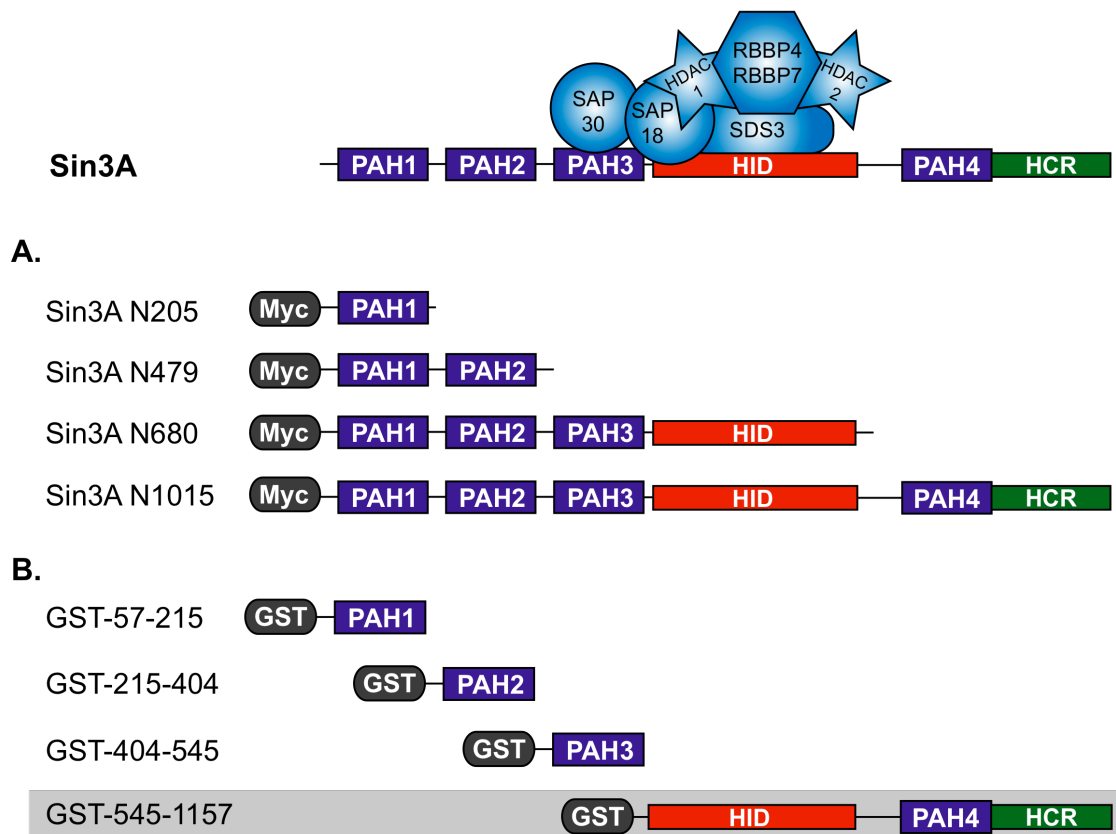 RBBP4
RBBP7
HDAC
1
HDAC
2
SAP
30
SAP
18
SDS3
Sin3A
PAH1 PAH2 PAH3 HID PAH4 HCR
A.
Sin3A N205 Myc PAH1
Sin3A N479 Myc PAH1 PAH2
Sin3A N680 Myc PAH1 PAH2 PAH3 HID
Sin3A N1015 Myc PAH1 PAH2 PAH3 HID PAH4 HCR
B.
GST-57-215 GST PAH1
GST-215-404 GST PAH2
GST-404-545 GST PAH3
GST-545-1157 GST HID PAH4 HCR